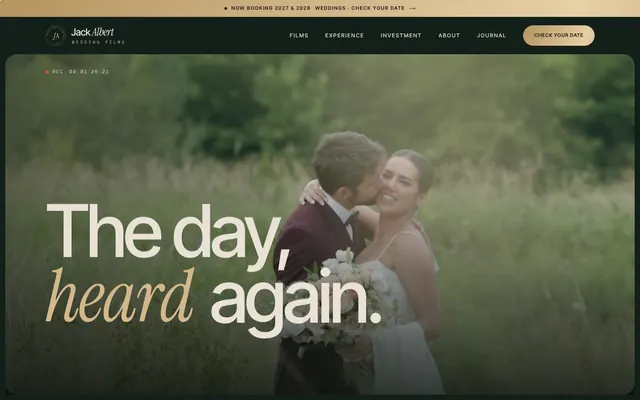 NOW BOOKING 2027 & 2028 WEDDINGS · CHECK YOUR DATE →
JA
Jack Albert
WEDDING FILMS
FILMS
EXPERIENCE
INVESTMENT
ABOUT
JOURNAL
CHECK YOUR DATE
REC 00:01:26:21
The day,
heard again.